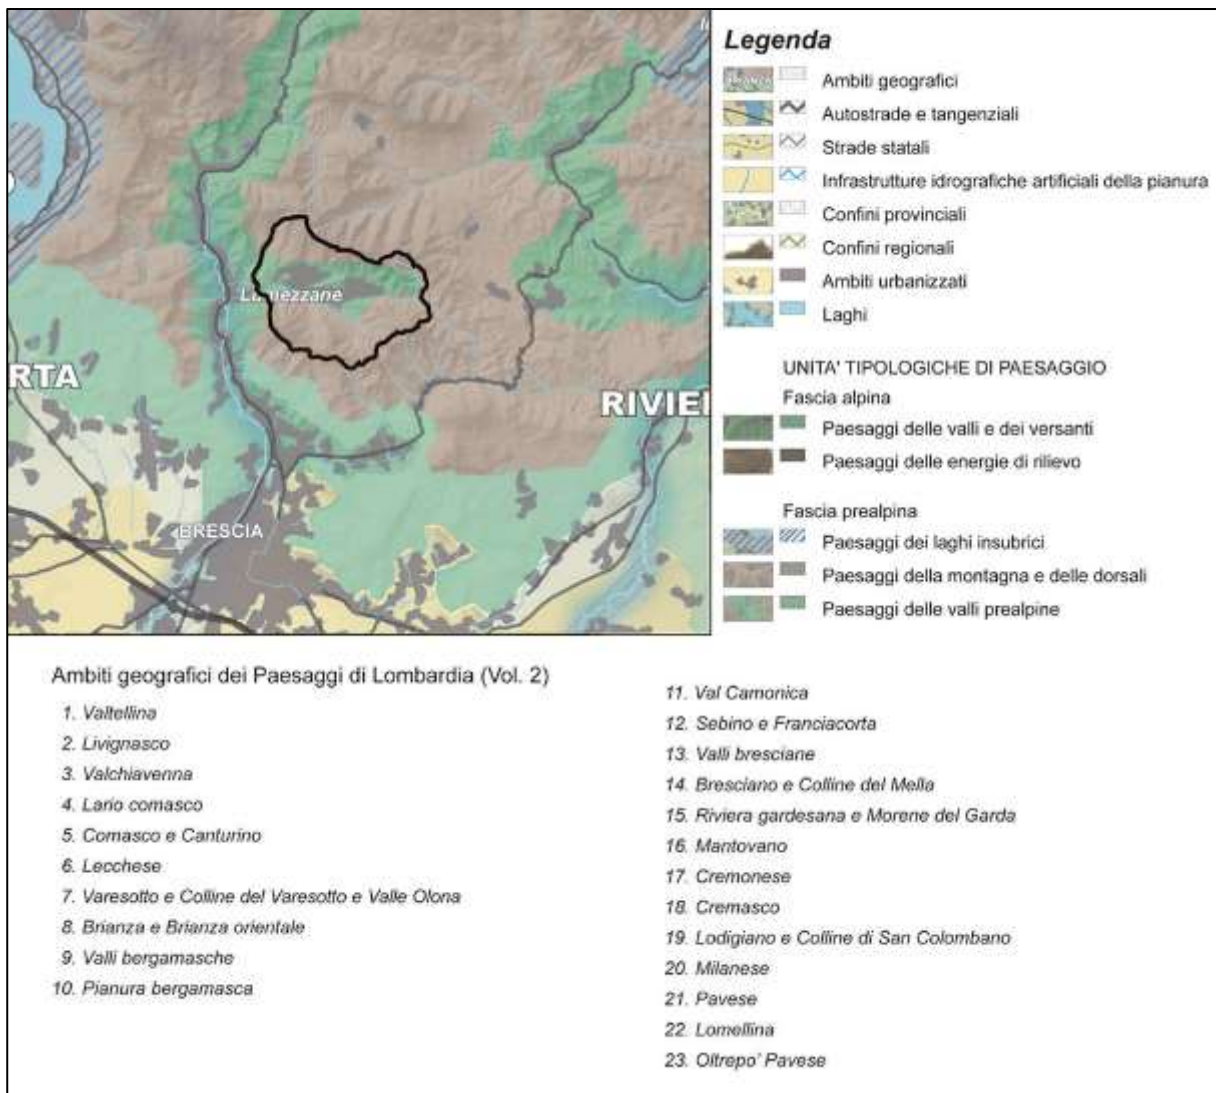 Lumezzane
RTA
RIVIE
BRESCIA
Legenda
Ambiti geografici
Autostrade e tangenziali
Strade statali
Infrastrutture idrografiche artificiali della pianura
Confini provinciali
Confini regionali
Ambiti urbanizzati
Laghi
UNITA' TIPOLOGICHE DI PAESAGGIO
Fascia alpina
Paesaggi delle valli e dei versanti
Paesaggi delle energie di rilievo
Fascia prealpina
Paesaggi dei laghi insubrici
Paesaggi della montagna e delle dorsali
Paesaggi delle valli prealpine
Ambiti geografici dei Paesaggi di Lombardia (Vol. 2)
1. Valtellina
2. Livignasco
3. Valchiavenna
4. Lario comasco
5. Comasco e Canturino
6. Lecchese
7. Varesotto e Colline del Varesotto e Valle Olona
8. Brianza e Brianza orientale
9. Valli bergamasche
10. Pianura bergamasca
11. Val Camonica
12. Sebino e Franciacorta
13. Valli bresciane
14. Bresciano e Colline del Mella
15. Riviera gardesana e Morene del Garda
16. Mantovano
17. Cremonese
18. Cremasco
19. Lodigiano e Colline di San Colombano
20. Milanese
21. Pavese
22. Lomellina
23. Oltrepo' Pavese